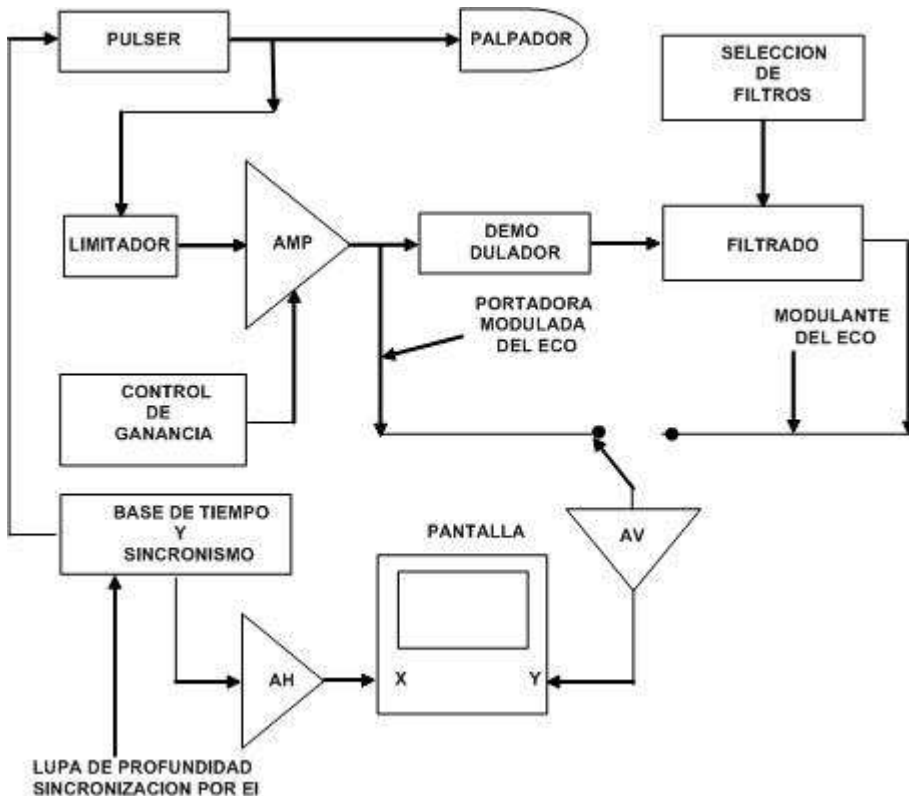 PULSER
PALPADOR
SELECCION
DE
FILTROS
LIMITADOR
AMP
DEMO
DULADOR
FILTRADO
PORTADORA
MODULADA
DEL ECO
MODULANTE
DEL ECO
CONTROL
DE
GANANCIA
BASE DE TIEMPO
Y
SINCRONISMO
PANTALLA
AV
AH
X
Y
LUPA DE PROFUNDIDAD
SINCRONIZACION POR EI